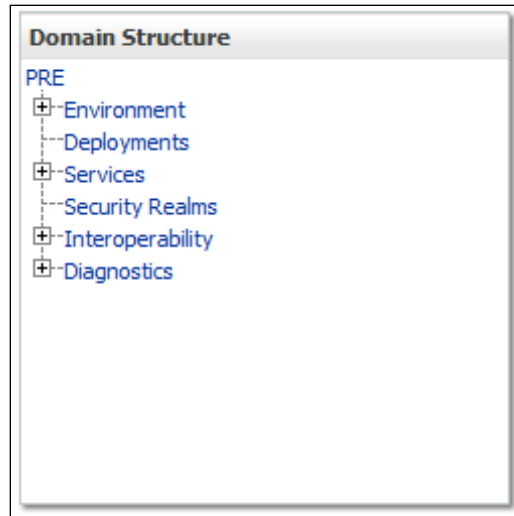 Domain Structure
PRE
Environment
Deployments
Services
Security Realms
Interoperability
Diagnostics